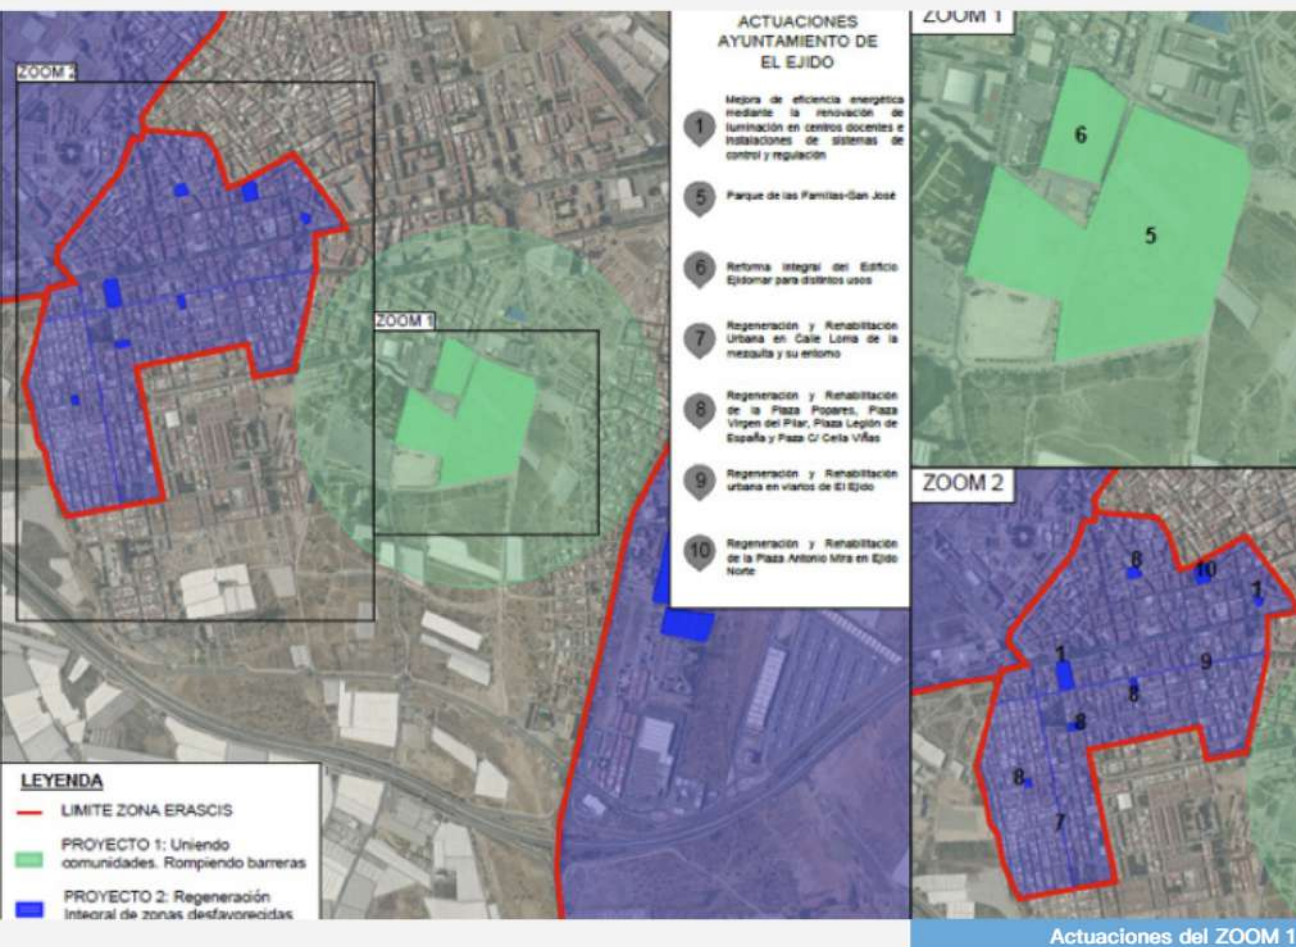 ZOOM 2
ZOOM 1
LEYENDA
LIMITE ZONA ERASCIS
PROYECTO 1: Uniendo
comunidades. Rompiendo barreras
PROYECTO 2: Regeneración
Integral de zonas desfavorecidas
ACTUACIONES
AYUNTAMIENTO DE
EL EJIDO
1
Mejora de eficiencia energética
mediante la renovación de
iluminación en centros docentes e
instalaciones de sistemas de
control y regulación
5
Parque de las Familias-San José
6
Reforma integral del Edificio
Ejidomar para distintos usos
7
Regeneración y Rehabilitación
Urbana en Calle Loma de la
mezquita y su entorno
8
Regeneración y Rehabilitación
de la Plaza Popares, Plaza
Virgen del Pilar, Plaza Legión de
España y Paza C/ Celia Viñas
9
Regeneración y Rehabilitación
urbana en viarios de El Ejido
10
Regeneración y Rehabilitación
de la Plaza Antonio Mira en Ejido
Norte
ZOOM 1
6
5
ZOOM 2
8
10
1
1
9
8
8
8
7
Actuaciones del ZOOM 1